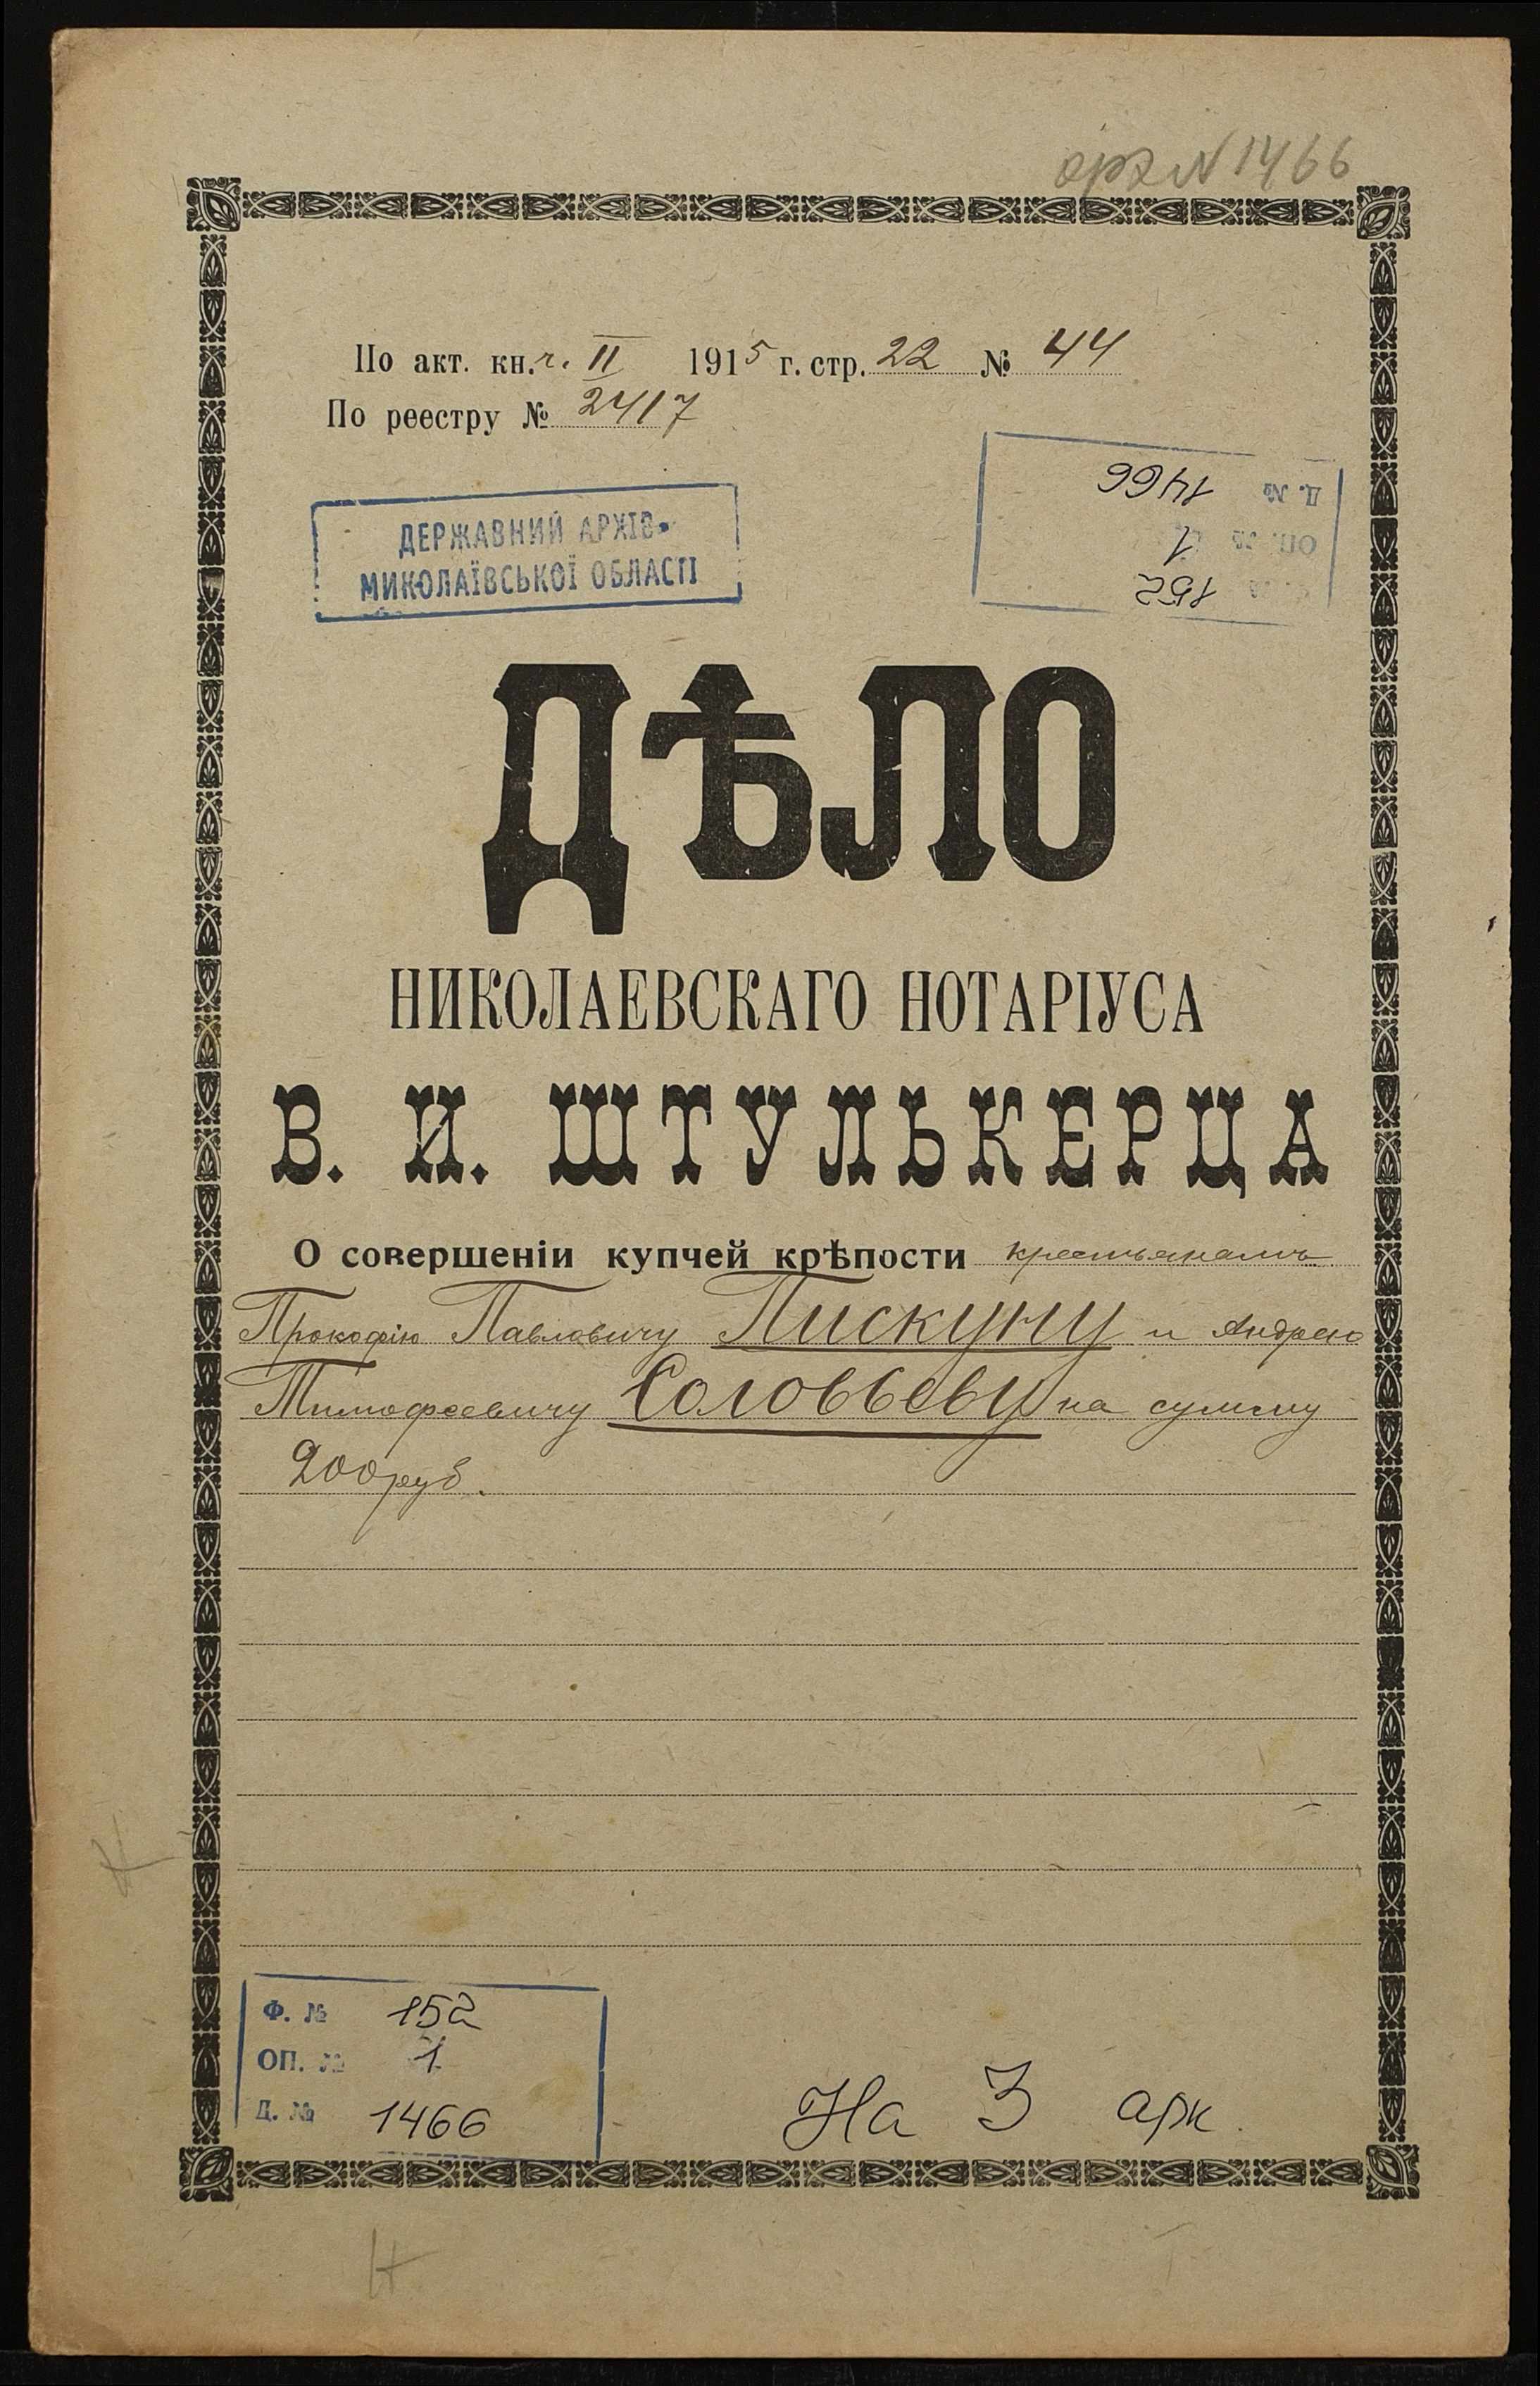 N 1466
По акт. кн. ч. II 1915 г. стр. 22 № 44
По реестру № 2417
Д. № 1466
ОП. № 1
152
ДЕРЖАВНИЙ АРХІВ
МИКОЛАЇВСЬКОЇ ОБЛАСТІ
ДѢЛО
НИКОЛАЕВСКАГО НОТАРІУСА
В. И. ШТУЛЬКЕРЦА
О совершеніи купчей крѣпости крестьянамъ
Прокофію Павловичу Пискуну и Андрею
Тимофеевичу Соловьеву на сумму
200 руб.
Ф. № 152
ОП. № 1
Д. № 1466
На 3 арк.